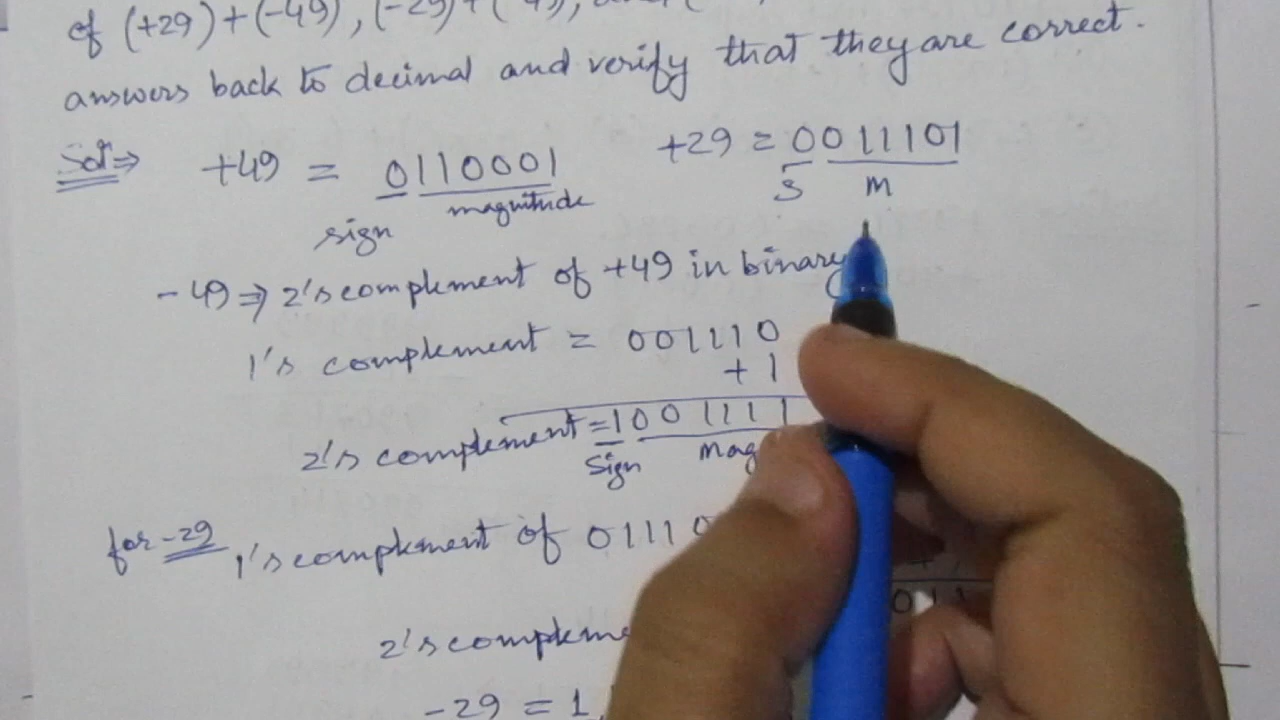 of (+29)+(-49), (-29)+(
answers back to decimal and verify that they are correct.
Sol⇒ +49 = 0110001 +29 = 0011101
sign magnitude S m
-49 ⇒ 2's complement of +49 in binary
1's complement = 001110
+1
2's complement = 1001111
Sign mag
for -29 1's complement of 01110
2's compleme
-29 = 1